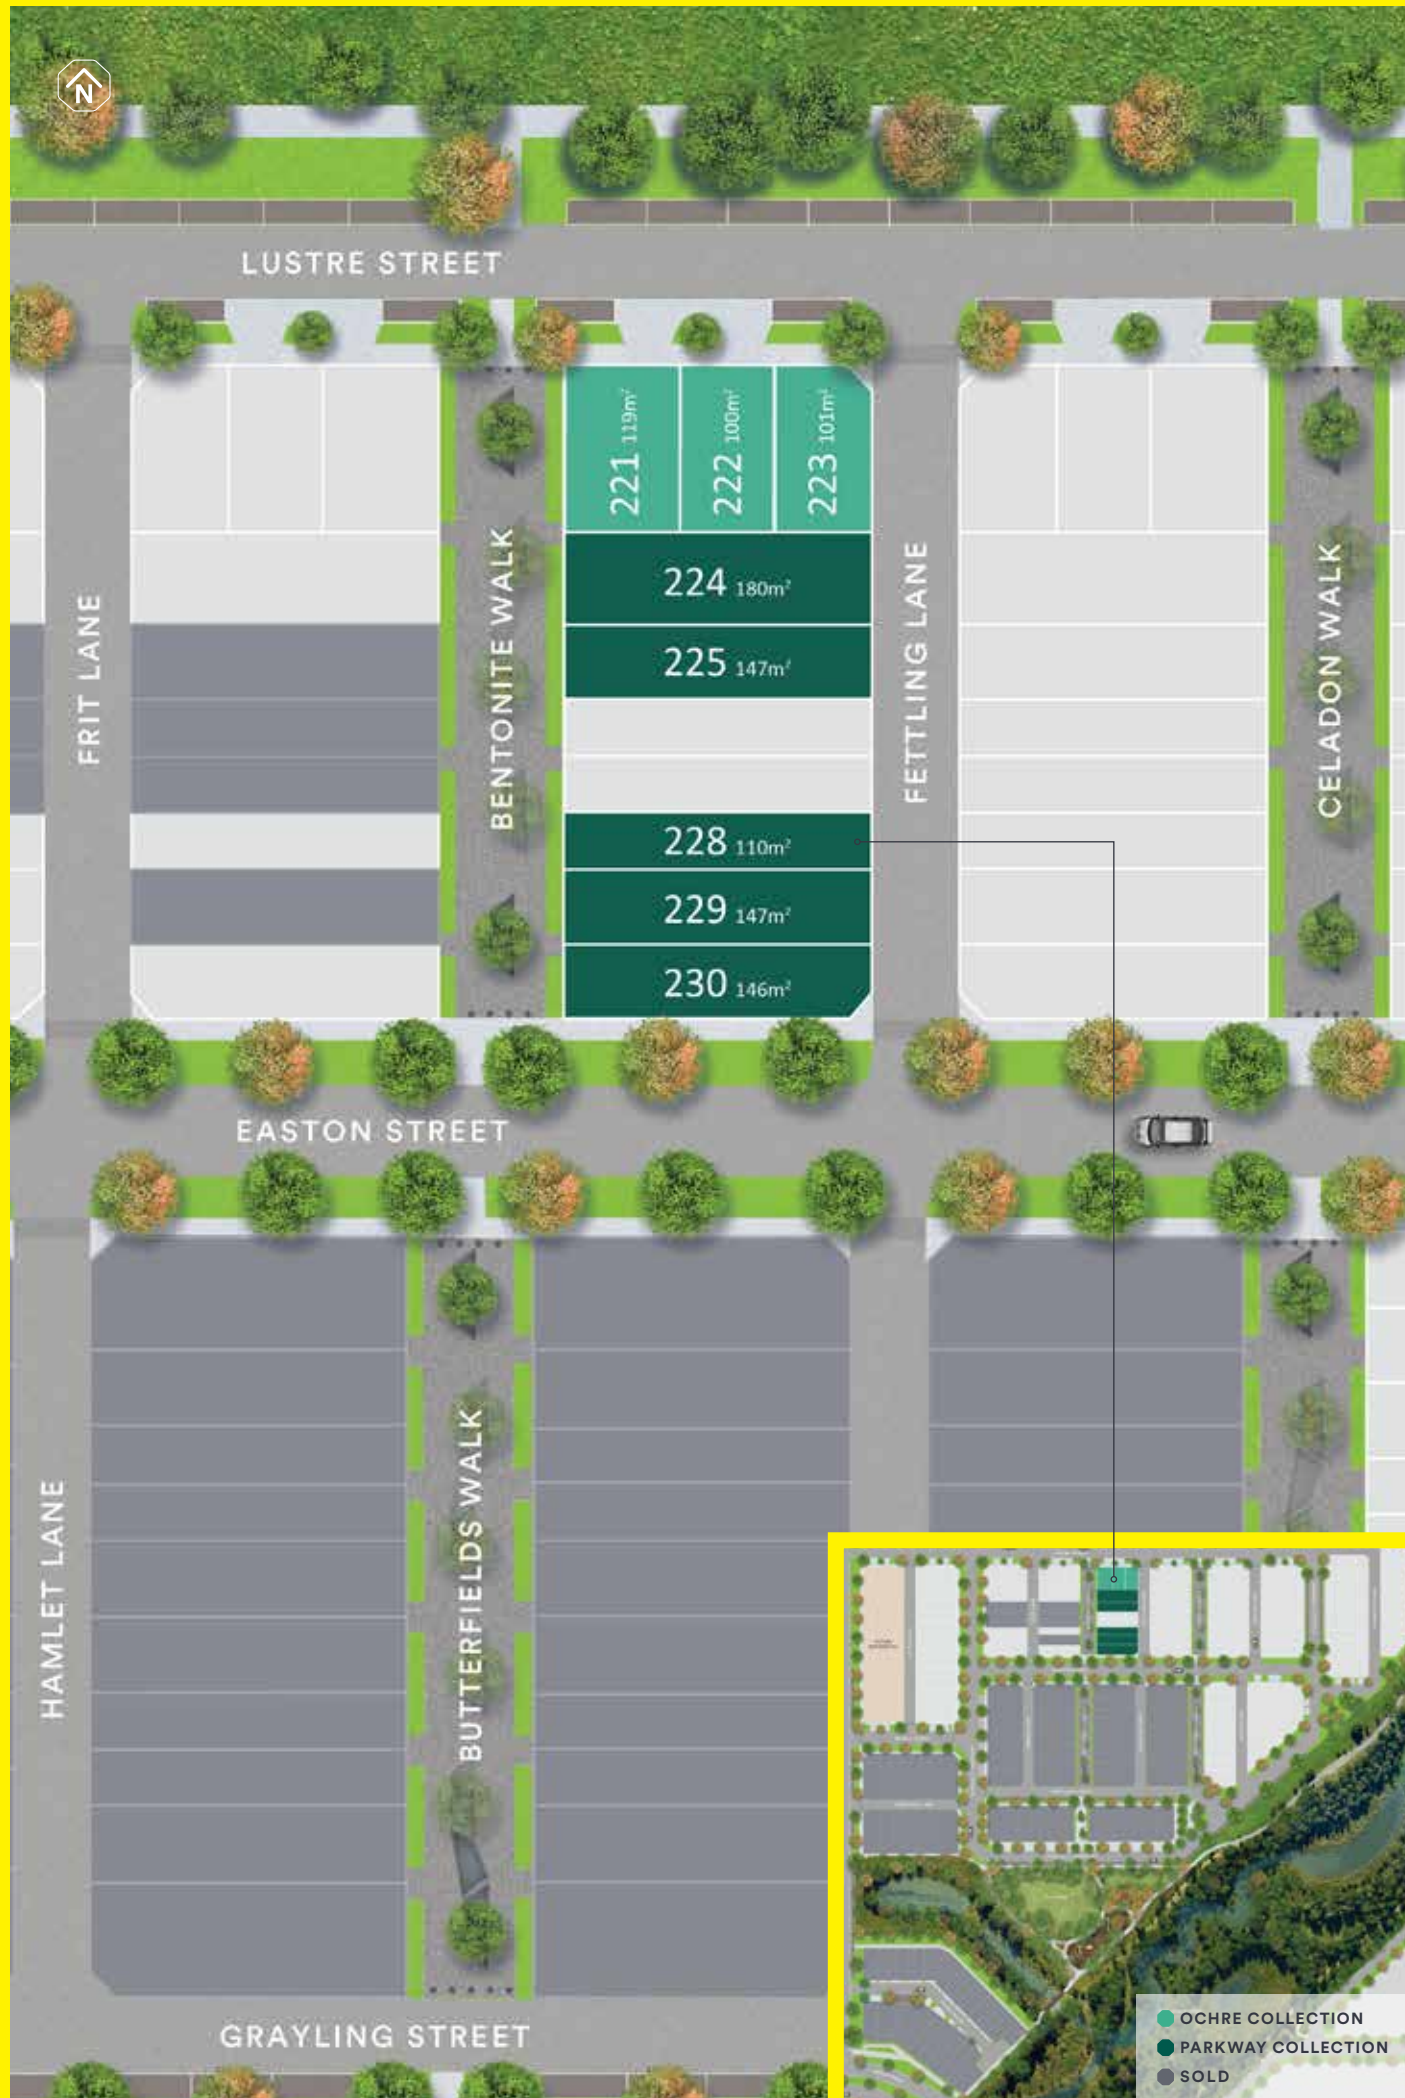 N
LUSTRE STREET
221 119m²
222 100m²
223 101m²
224 180m²
225 147m²
228 110m²
229 147m²
230 146m²
FRIT LANE
BENTONITE WALK
FETTLING LANE
CELADON WALK
EASTON STREET
HAMLET LANE
BUTTERFIELDS WALK
GRAYLING STREET
OCHRE COLLECTION
PARKWAY COLLECTION
SOLD